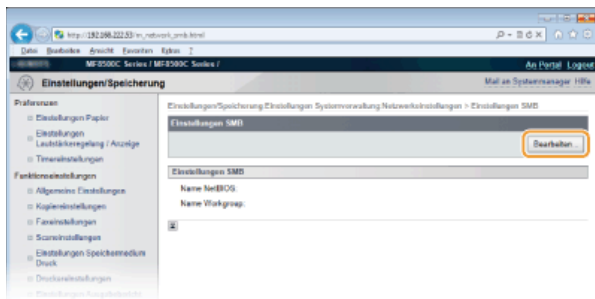 http://192.168.222.53/m_network_smb.html
Datei Bearbeiten Ansicht Favoriten Extras ?
MF8500C Series / MF8500C Series /
An Portal Logout
Einstellungen/Speicherung
Mail an Systemmanager Hilfe
Präferenzen
Einstellungen Papier
Einstellungen
Lautstärkeregelung / Anzeige
Timereinstellungen
Funktionseinstellungen
Allgemeine Einstellungen
Kopiereinstellungen
Faxeinstellungen
Scaneinstellungen
Einstellungen Speichermedium
Druck
Druckereinstellungen
Einstellungen/Speicherung:Einstellungen Systemverwaltung:Netzwerkeinstellungen > Einstellungen SMB
Einstellungen SMB
Bearbeiten...
Einstellungen SMB
Name NetBIOS:
Name Workgroup: